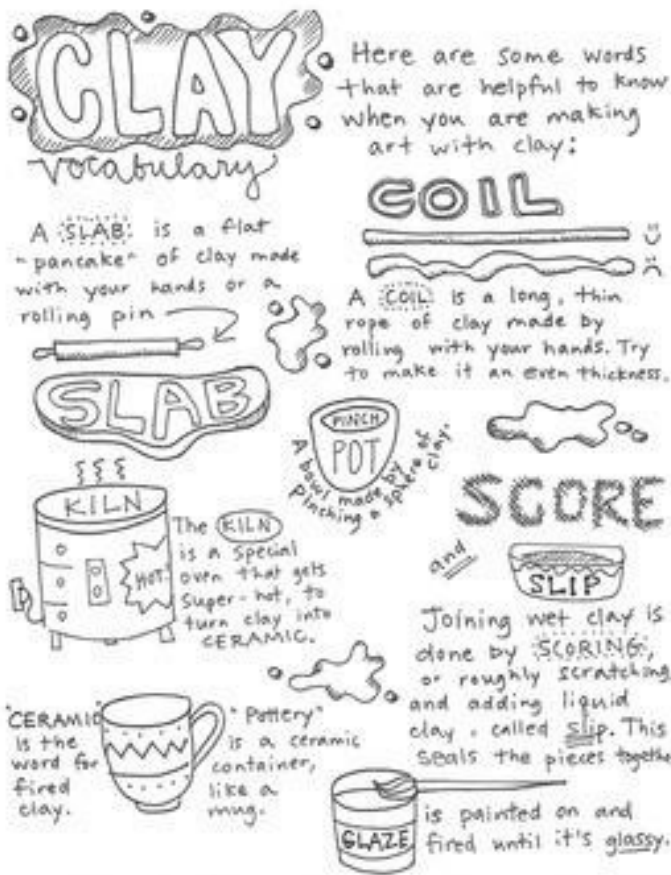 CLAY
vocabulary
Here are some words
that are helpful to know
when you are making
art with clay:
A SLAB is a flat
"pancake" of clay made
with your hands or a
rolling pin
SLAB
COIL
A COIL is a long, thin
rope of clay made by
rolling with your hands. Try
to make it an even thickness.
PINCH
POT
A bowl made by
pinching a sphere of clay.
KILN
HOT
The KILN
is a special
oven that gets
super-hot, to
turn clay into
CERAMIC.
SCORE
and
SLIP
Joining wet clay is
done by SCORING,
or roughly scratching
and adding liquid
clay, called slip. This
seals the pieces together
"CERAMIC"
is the
word for
fired
clay.
"Pottery"
is a ceramic
container,
like a
mug.
GLAZE
is painted on and
fired until it's glassy.